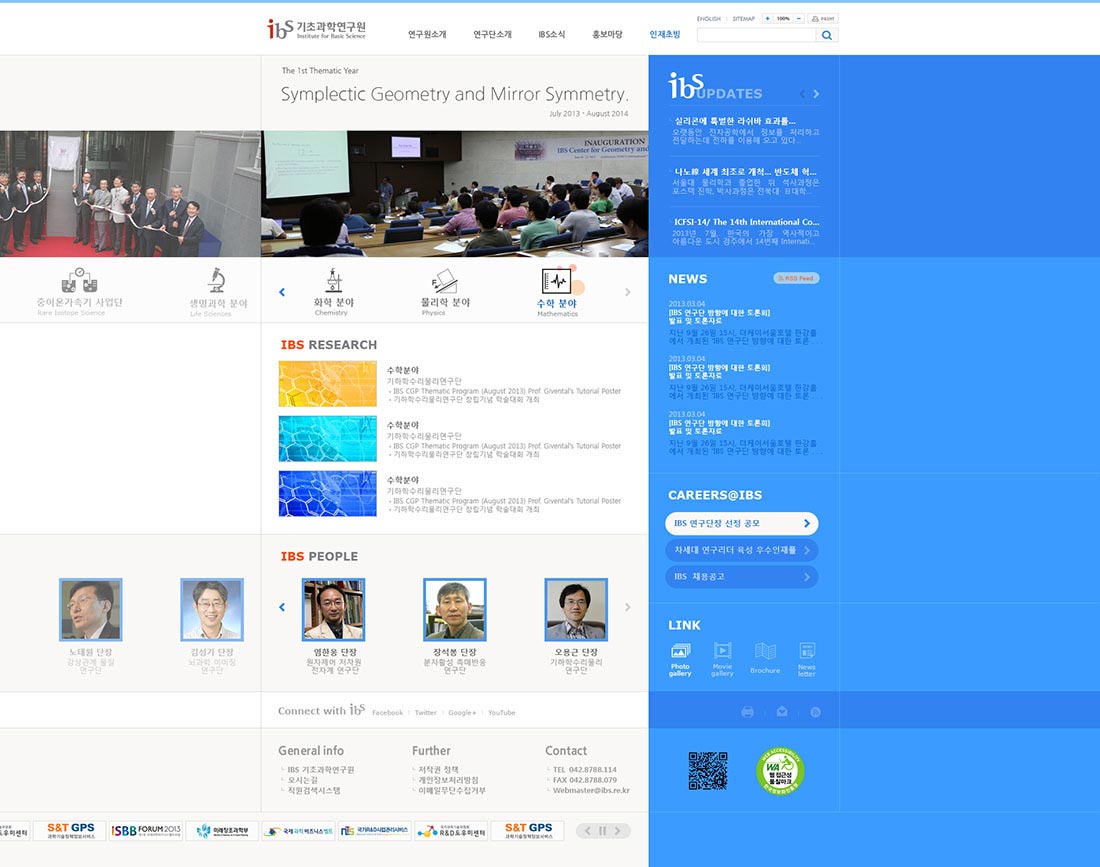 ibS 기초과학연구원
Institute for Basic Science
연구원소개 연구단소개 IBS소식 홍보마당 인재초빙
ENGLISH SITEMAP + 100% − PRINT
The 1st Thematic Year
Symplectic Geometry and Mirror Symmetry.
July 2013 - August 2014
INAUGURATION
IBS Center for Geometry and
중이온가속기 사업단
Rare Isotope Science
생명과학 분야
Life Sciences
화학 분야
Chemistry
물리학 분야
Physics
수학 분야
Mathematics
IBS RESEARCH
수학분야
기하학수리물리연구단
- IBS CGP Thematic Program (August 2013) Prof. Givental's Tutorial Poster
- 기하학수리물리연구단 창립기념 학술대회 개최
수학분야
기하학수리물리연구단
- IBS CGP Thematic Program (August 2013) Prof. Givental's Tutorial Poster
- 기하학수리물리연구단 창립기념 학술대회 개최
수학분야
기하학수리물리연구단
- IBS CGP Thematic Program (August 2013) Prof. Givental's Tutorial Poster
- 기하학수리물리연구단 창립기념 학술대회 개최
IBS PEOPLE
노태원 단장
강상관계 물질
연구단
김성기 단장
뇌과학 이미징
연구단
염한웅 단장
원자제어 저차원
전자계 연구단
장석봉 단장
분자활성 촉매반응
연구단
오용근 단장
기하학수리물리
연구단
Connect with ibS Facebook Twitter Google+ YouTube
General info
IBS 기초과학연구원
오시는길
직원검색시스템
Further
저작권 정책
개인정보처리방침
이메일무단수집거부
Contact
TEL 042.8788.114
FAX 042.8788.079
Webmaster@ibs.re.kr
ibS UPDATES
실리콘에 특별한 라쉬바 효과를...
오랫동안 전자공학에서 정보를 처리하고
전달하는데 전하를 이용해 오고 있다...
나노線 세계 최초로 개척... 반도체 혁...
서울대 물리학과 졸업한 뒤 석사과정은
포스텍 진학, 박사과정은 전북대 · B대학...
ICFSI-14/ The 14th International Co...
2013년 7월, 한국의 가장 역사적이고
아름다운 도시 경주에서 14번째 Internati...
NEWS RSS Feed
2013.03.04
[IBS 연구단 방향에 대한 토론회]
발표 및 토론자료
지난 9월 26일 15시, 더케이서울호텔 한강홀
에서 개최된 'IBS 연구단 방향에 대한 토론 . . .
2013.03.04
[IBS 연구단 방향에 대한 토론회]
발표 및 토론자료
지난 9월 26일 15시, 더케이서울호텔 한강홀
에서 개최된 'IBS 연구단 방향에 대한 토론 . . .
2013.03.04
[IBS 연구단 방향에 대한 토론회]
발표 및 토론자료
지난 9월 26일 15시, 더케이서울호텔 한강홀
에서 개최된 'IBS 연구단 방향에 대한 토론 . . .
CAREERS@IBS
IBS 연구단장 선정 공모
차세대 연구리더 육성 우수인재를
IBS 채용공고
LINK
Photo
gallery
Movie
gallery
Brochure
News
letter
WEB ACCESSIBILITY
WA
웹 접근성
품질마크
도우미센터
S&T GPS
과학기술정책정보서비스
ISBB FORUM 2013
미래창조과학부
국제과학비즈니스벨트
국가R&D사업관리서비스
R&D도우미센터
S&T GPS
과학기술정책정보서비스